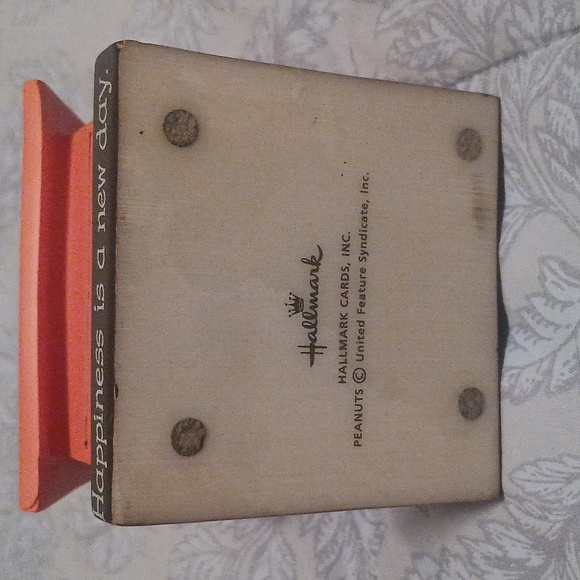 Happiness is a new day.
Hallmark
HALLMARK CARDS, INC.
PEANUTS © United Feature Syndicate, Inc.